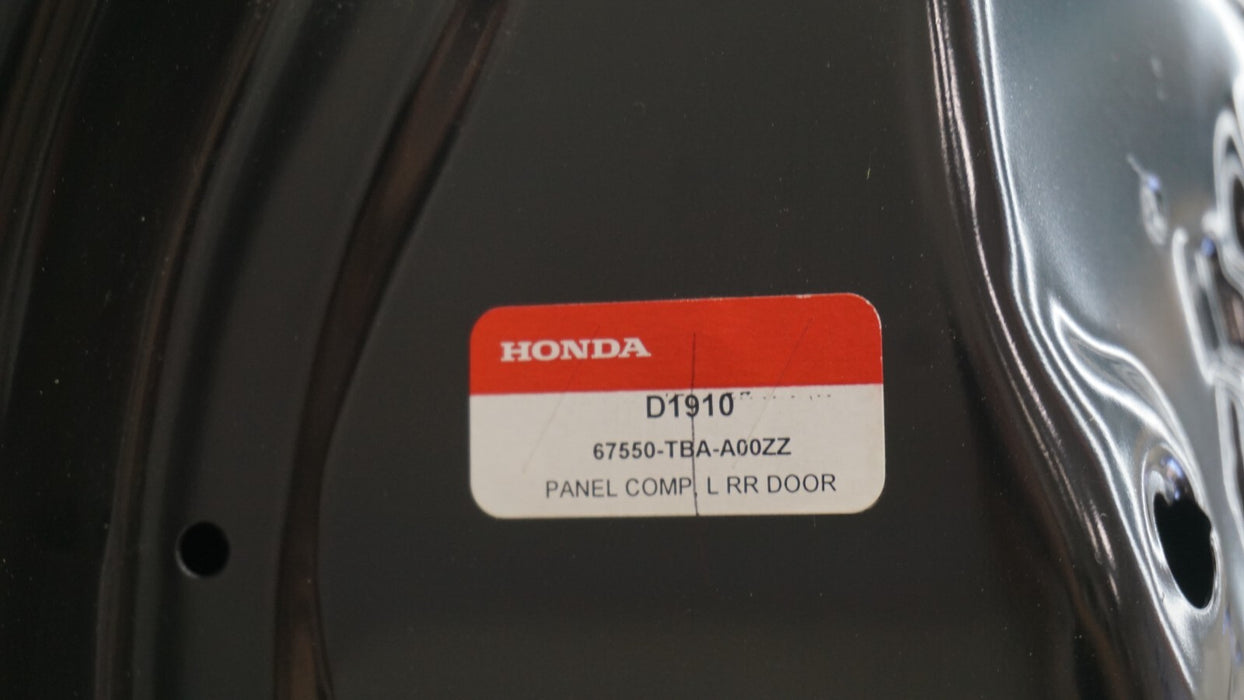 HONDA
D1910
67550-TBA-A00ZZ
PANEL COMP, L RR DOOR